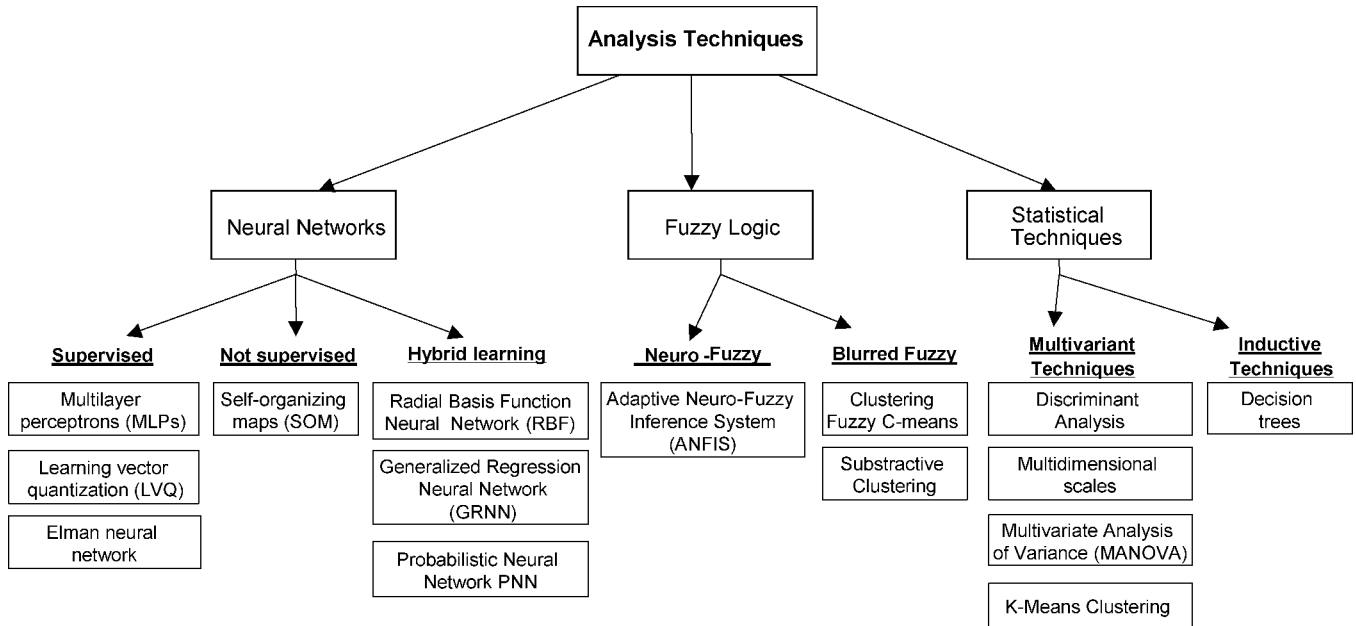 Analysis Techniques
Neural Networks
Fuzzy Logic
Statistical
Techniques
Supervised
Multilayer
perceptrons (MLPs)
Learning vector
quantization (LVQ)
Elman neural
network
Not supervised
Self-organizing
maps (SOM)
Hybrid learning
Radial Basis Function
Neural Network (RBF)
Generalized Regression
Neural Network
(GRNN)
Probabilistic Neural
Network PNN
Neuro-Fuzzy
Adaptive Neuro-Fuzzy
Inference System
(ANFIS)
Blurred Fuzzy
Clustering
Fuzzy C-means
Substractive
Clustering
Multivariant
Techniques
Discriminant
Analysis
Multidimensional
scales
Multivariate Analysis
of Variance (MANOVA)
K-Means Clustering
Inductive
Techniques
Decision
trees